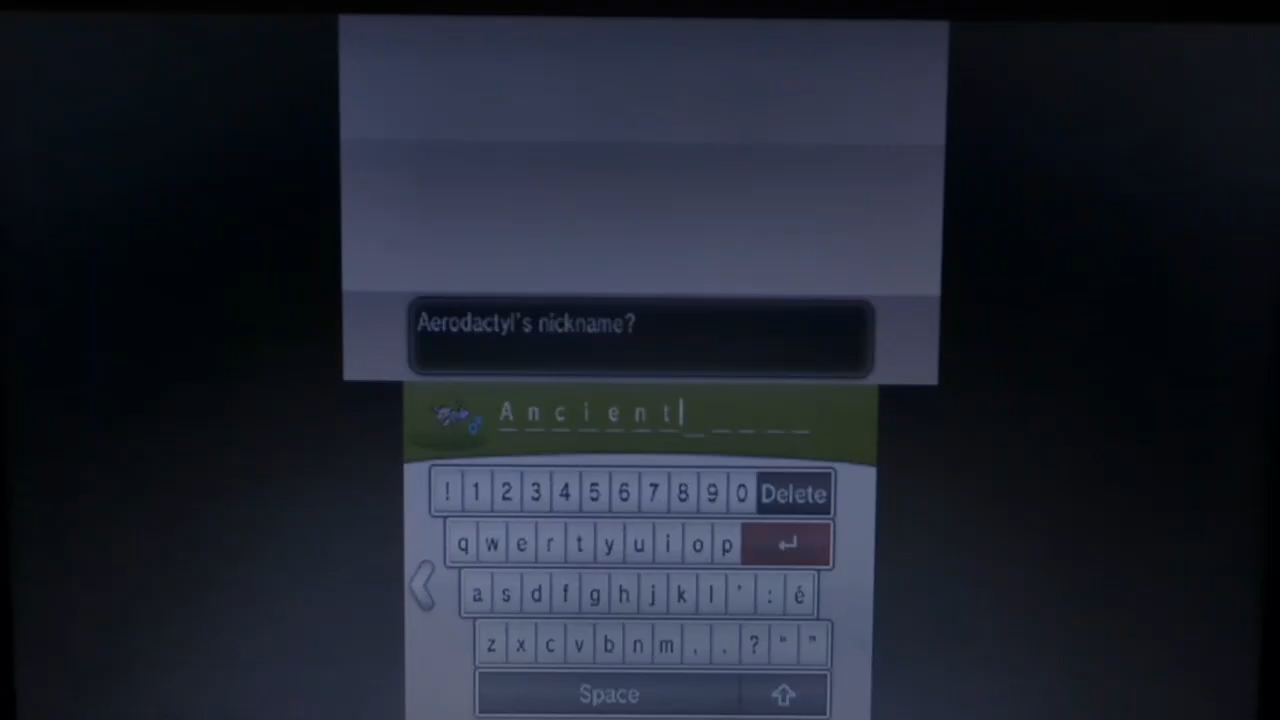 Aerodactyl's nickname?
Ancient
! 1 2 3 4 5 6 7 8 9 0 Delete
q w e r t y u i o p ↵
a s d f g h j k l ' : é
z x c v b n m , . ? “ ”
Space